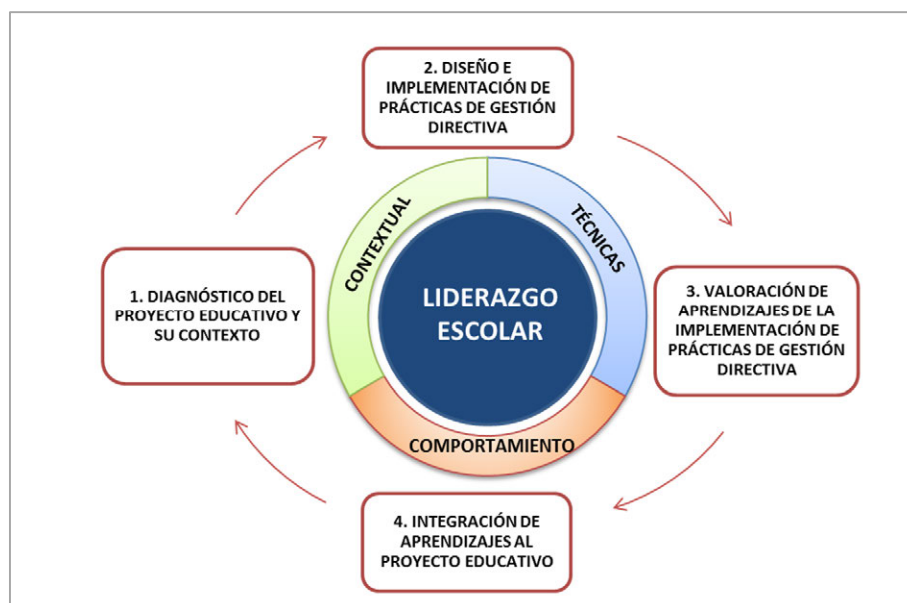 2. DISEÑO E
IMPLEMENTACIÓN DE
PRÁCTICAS DE GESTIÓN
DIRECTIVA
CONTEXTUAL
TÉCNICAS
1. DIAGNÓSTICO DEL
PROYECTO EDUCATIVO Y
SU CONTEXTO
LIDERAZGO
ESCOLAR
3. VALORACIÓN DE
APRENDIZAJES DE LA
IMPLEMENTACIÓN DE
PRÁCTICAS DE GESTIÓN
DIRECTIVA
COMPORTAMIENTO
4. INTEGRACIÓN DE
APRENDIZAJES AL
PROYECTO EDUCATIVO